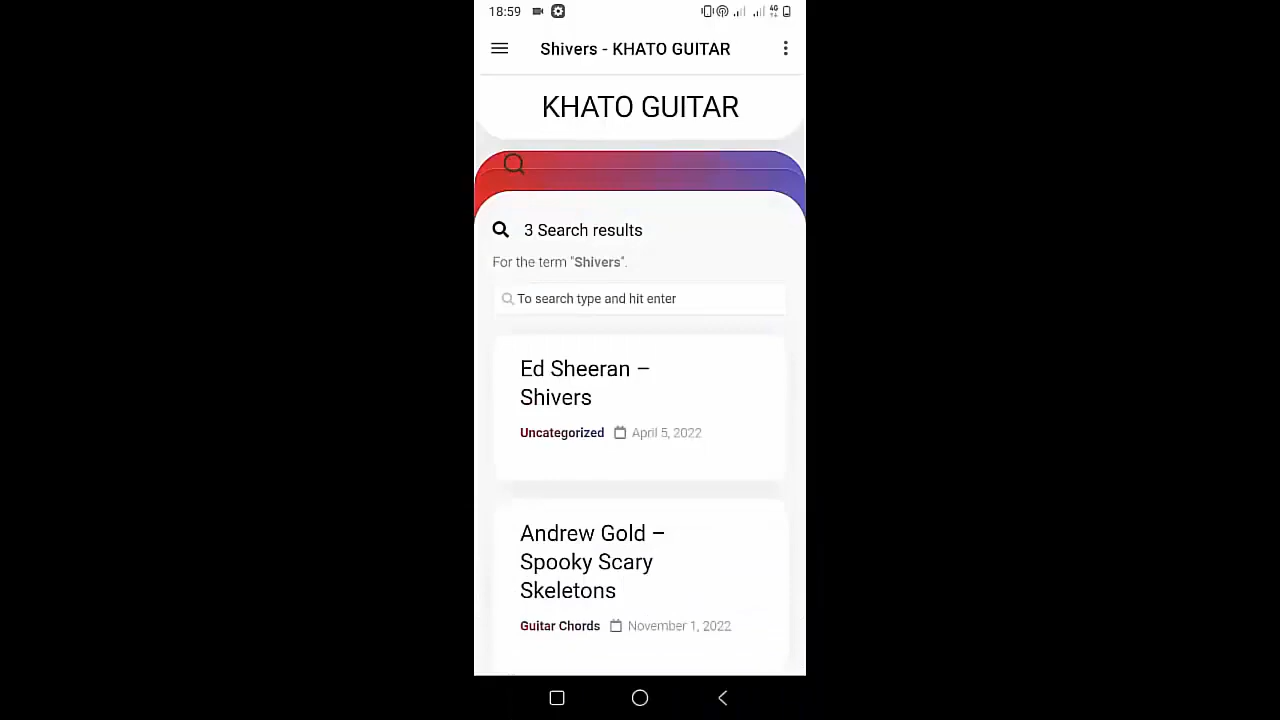 18:59
4G
Shivers - KHATO GUITAR
KHATO GUITAR
3 Search results
For the term "Shivers".
To search type and hit enter
Ed Sheeran –
Shivers
Uncategorized April 5, 2022
Andrew Gold –
Spooky Scary
Skeletons
Guitar Chords November 1, 2022